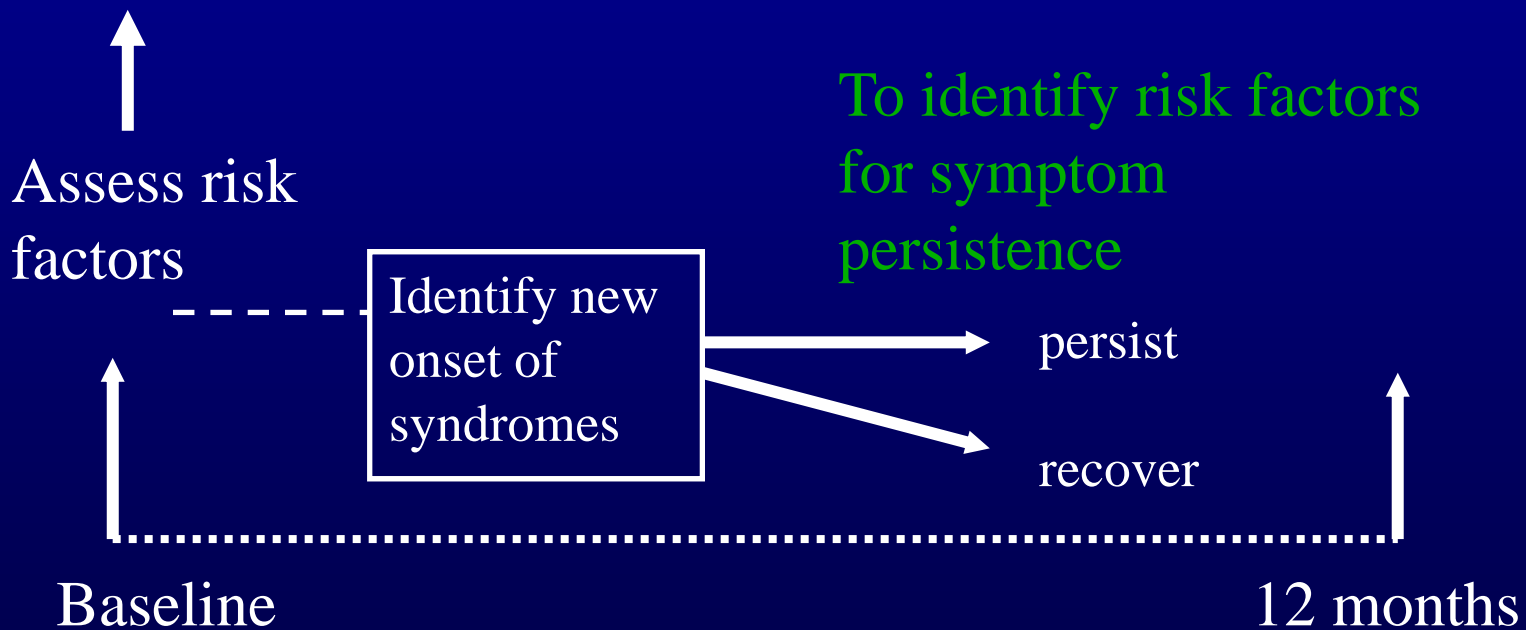 To identify risk factors
for symptom
persistence
Assess risk
factors
Identify new
onset of
syndromes
persist
recover
Baseline
12 months